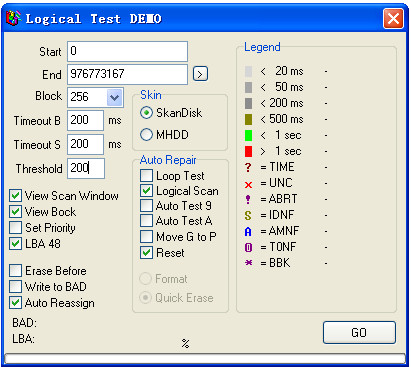 Logical Test DEMO
Start 0
End 976773167 >
Block 256
Timeout B 200 ms
Timeout S 200 ms
Threshold 200
View Scan Window
View Bock
Set Priority
LBA 48
Erase Before
Write to BAD
Auto Reassign
BAD:
LBA:
%
Skin
SkanDisk
MHDD
Auto Repair
Loop Test
Logical Scan
Auto Test 9
Auto Test A
Move G to P
Reset
Format
Quick Erase
Legend
< 20 ms -
< 50 ms -
< 200 ms -
< 500 ms -
< 1 sec -
> 1 sec -
? = TIME -
× = UNC -
! = ABRT -
S = IDNF -
A = AMNF -
0 = T0NF -
* = BBK -
GO